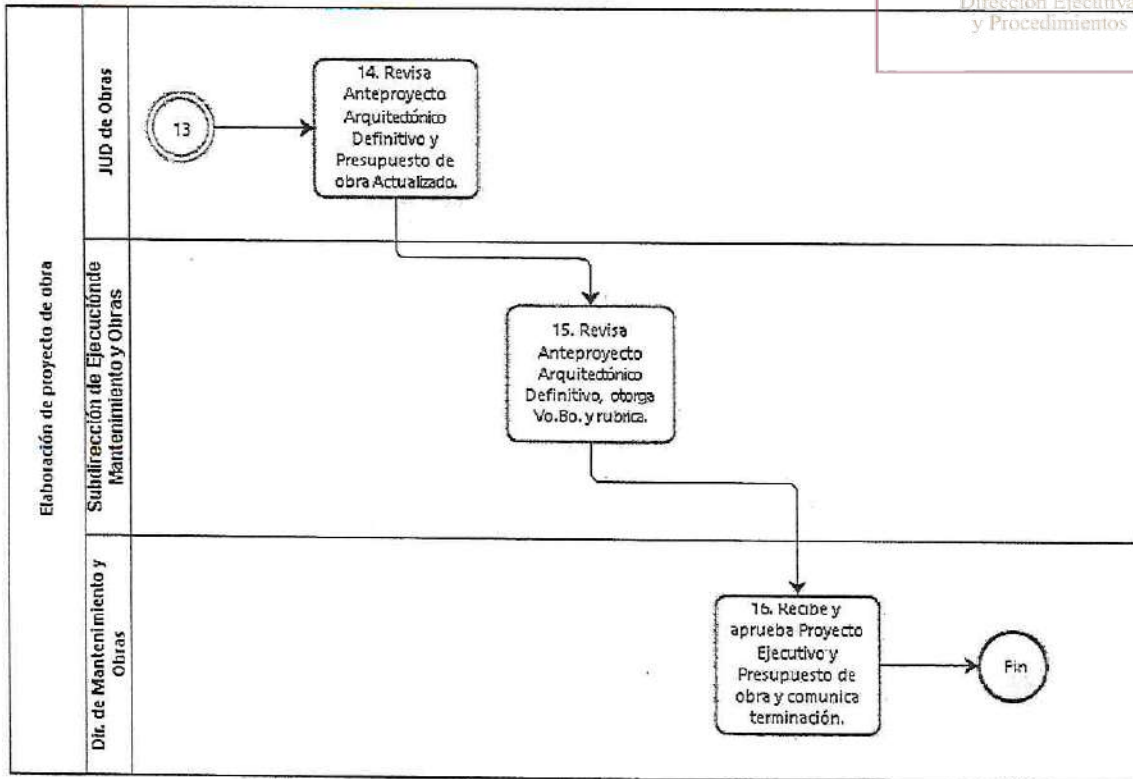 Dirección Ejecutiva
y Procedimientos
Elaboración de proyecto de obra
JUD de Obras
13
14. Revisa
Anteproyecto
Arquitectónico
Definitivo y
Presupuesto de
obra Actualizado.
Subdirección de Ejecuciónde
Mantenimiento y Obras
15. Revisa
Anteproyecto
Arquitectónico
Definitivo, otorga
Vo.Bo. y rubrica.
Dir. de Mantenimiento y
Obras
16. Recibe y
aprueba Proyecto
Ejecutivo y
Presupuesto de
obra y comunica
terminación.
Fin